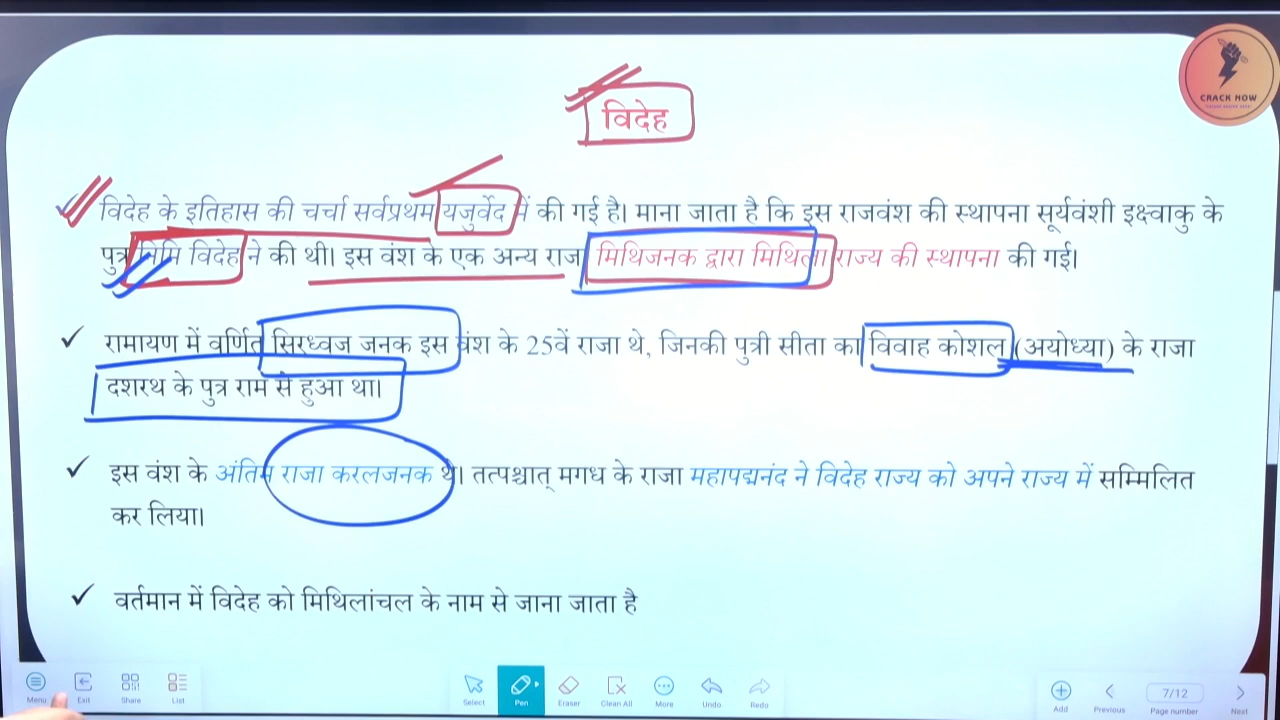 CRACK NOW
विदेह
विदेह के इतिहास की चर्चा सर्वप्रथम यजुर्वेद में की गई है। माना जाता है कि इस राजवंश की स्थापना सूर्यवंशी इक्ष्वाकु के
पुत्र निमि विदेह ने की थी। इस वंश के एक अन्य राजा मिथिजनक द्वारा मिथिला राज्य की स्थापना की गई।
✓ रामायण में वर्णित सिरध्वज जनक इस वंश के 25वें राजा थे, जिनकी पुत्री सीता का विवाह कोशल (अयोध्या) के राजा
दशरथ के पुत्र राम से हुआ था।
✓ इस वंश के अंतिम राजा करलजनक थे। तत्पश्चात् मगध के राजा महापद्मनंद ने विदेह राज्य को अपने राज्य में सम्मिलित
कर लिया।
✓ वर्तमान में विदेह को मिथिलांचल के नाम से जाना जाता है
Menu Exit Share List Select Pen Eraser Clean All More Undo Redo Add Previous 7/12 Page number Next